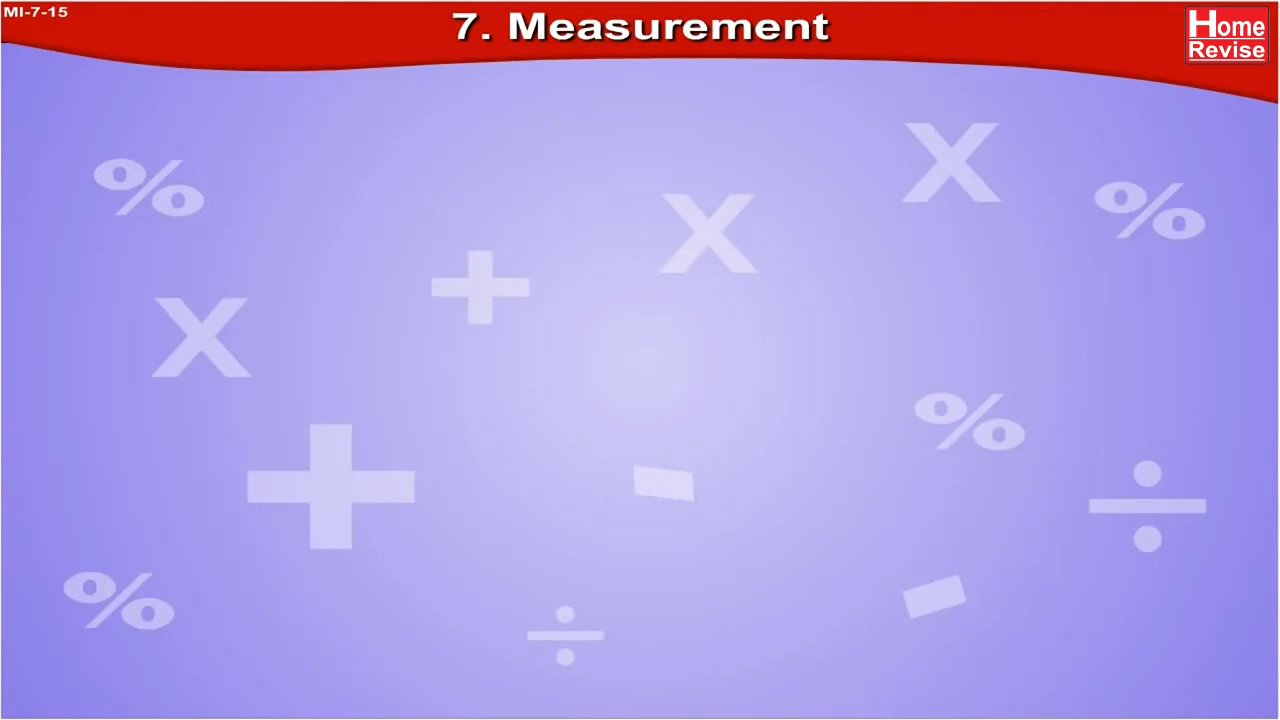 MI-7-15
7. Measurement
Home
Revise
%
X
X
%
+
X
%
+
-
÷
%
÷
-